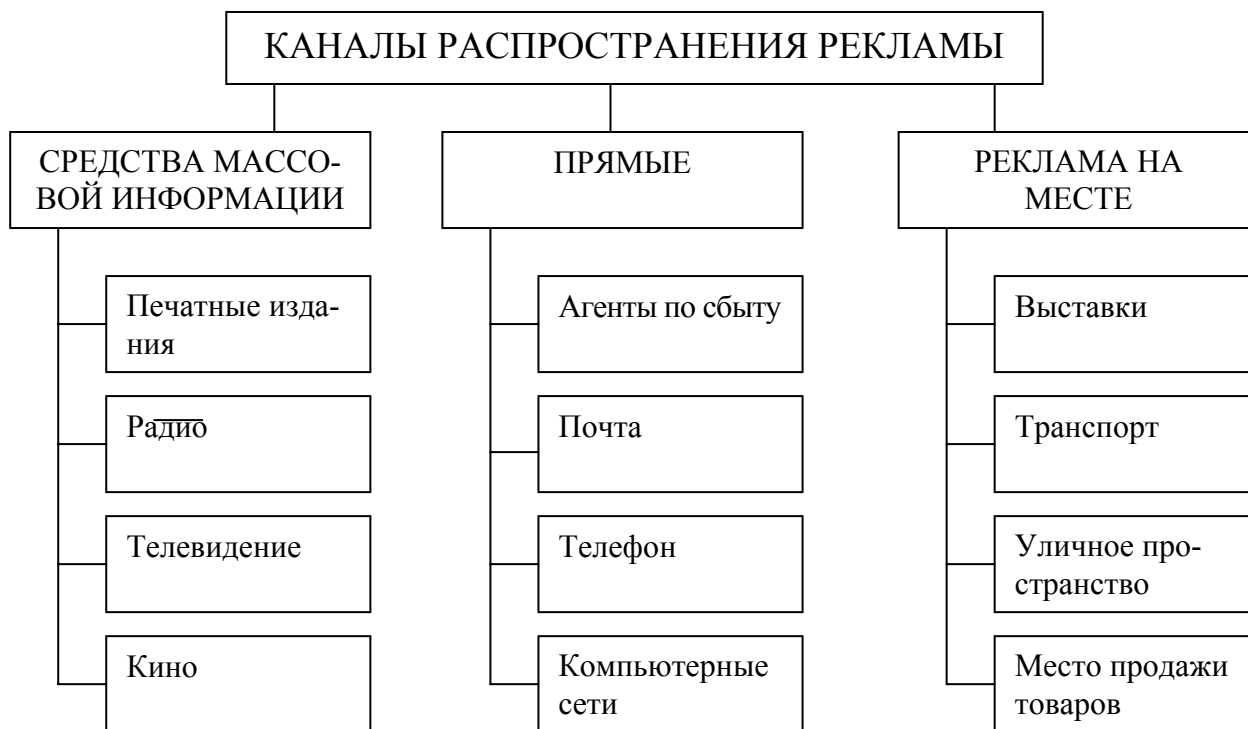 КАНАЛЫ РАСПРОСТРАНЕНИЯ РЕКЛАМЫ
СРЕДСТВА МАССО-
ВОЙ ИНФОРМАЦИИ
Печатные изда-
ния
Радио
Телевидение
Кино
ПРЯМЫЕ
Агенты по сбыту
Почта
Телефон
Компьютерные
сети
РЕКЛАМА НА
МЕСТЕ
Выставки
Транспорт
Уличное про-
странство
Место продажи
товаров